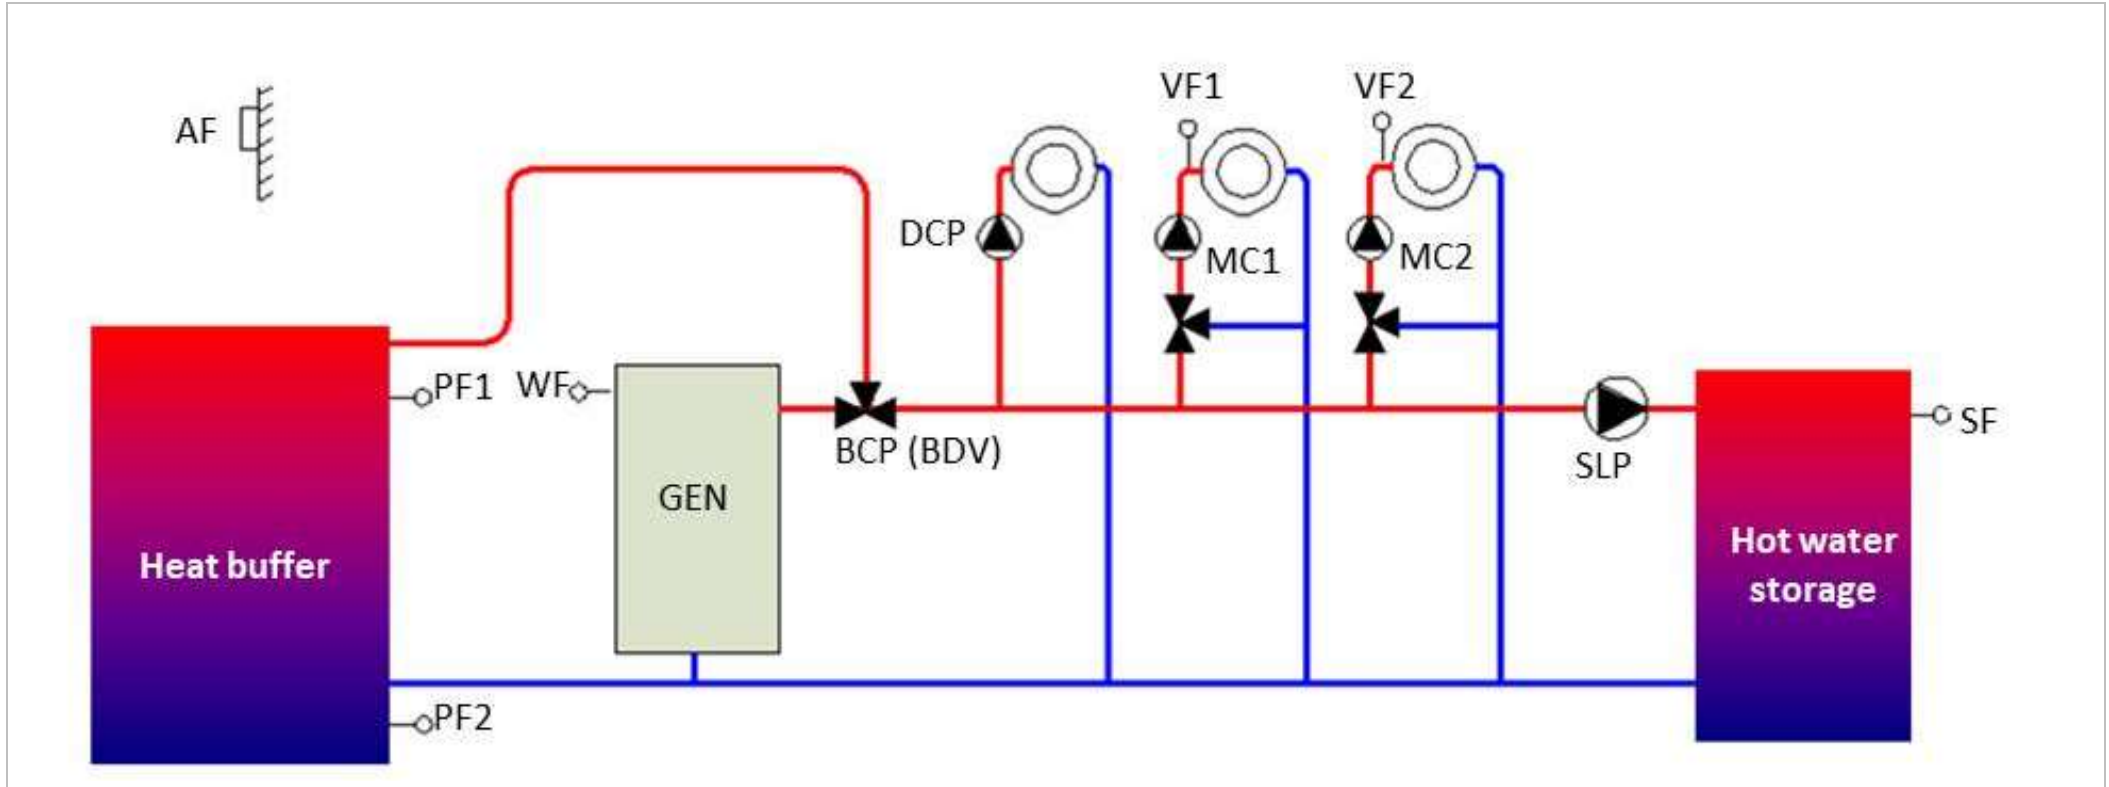 VF1
VF2
AF
DCP
MC1
MC2
PF1
WF
SF
BCP (BDV)
SLP
GEN
Heat buffer
Hot water
storage
PF2